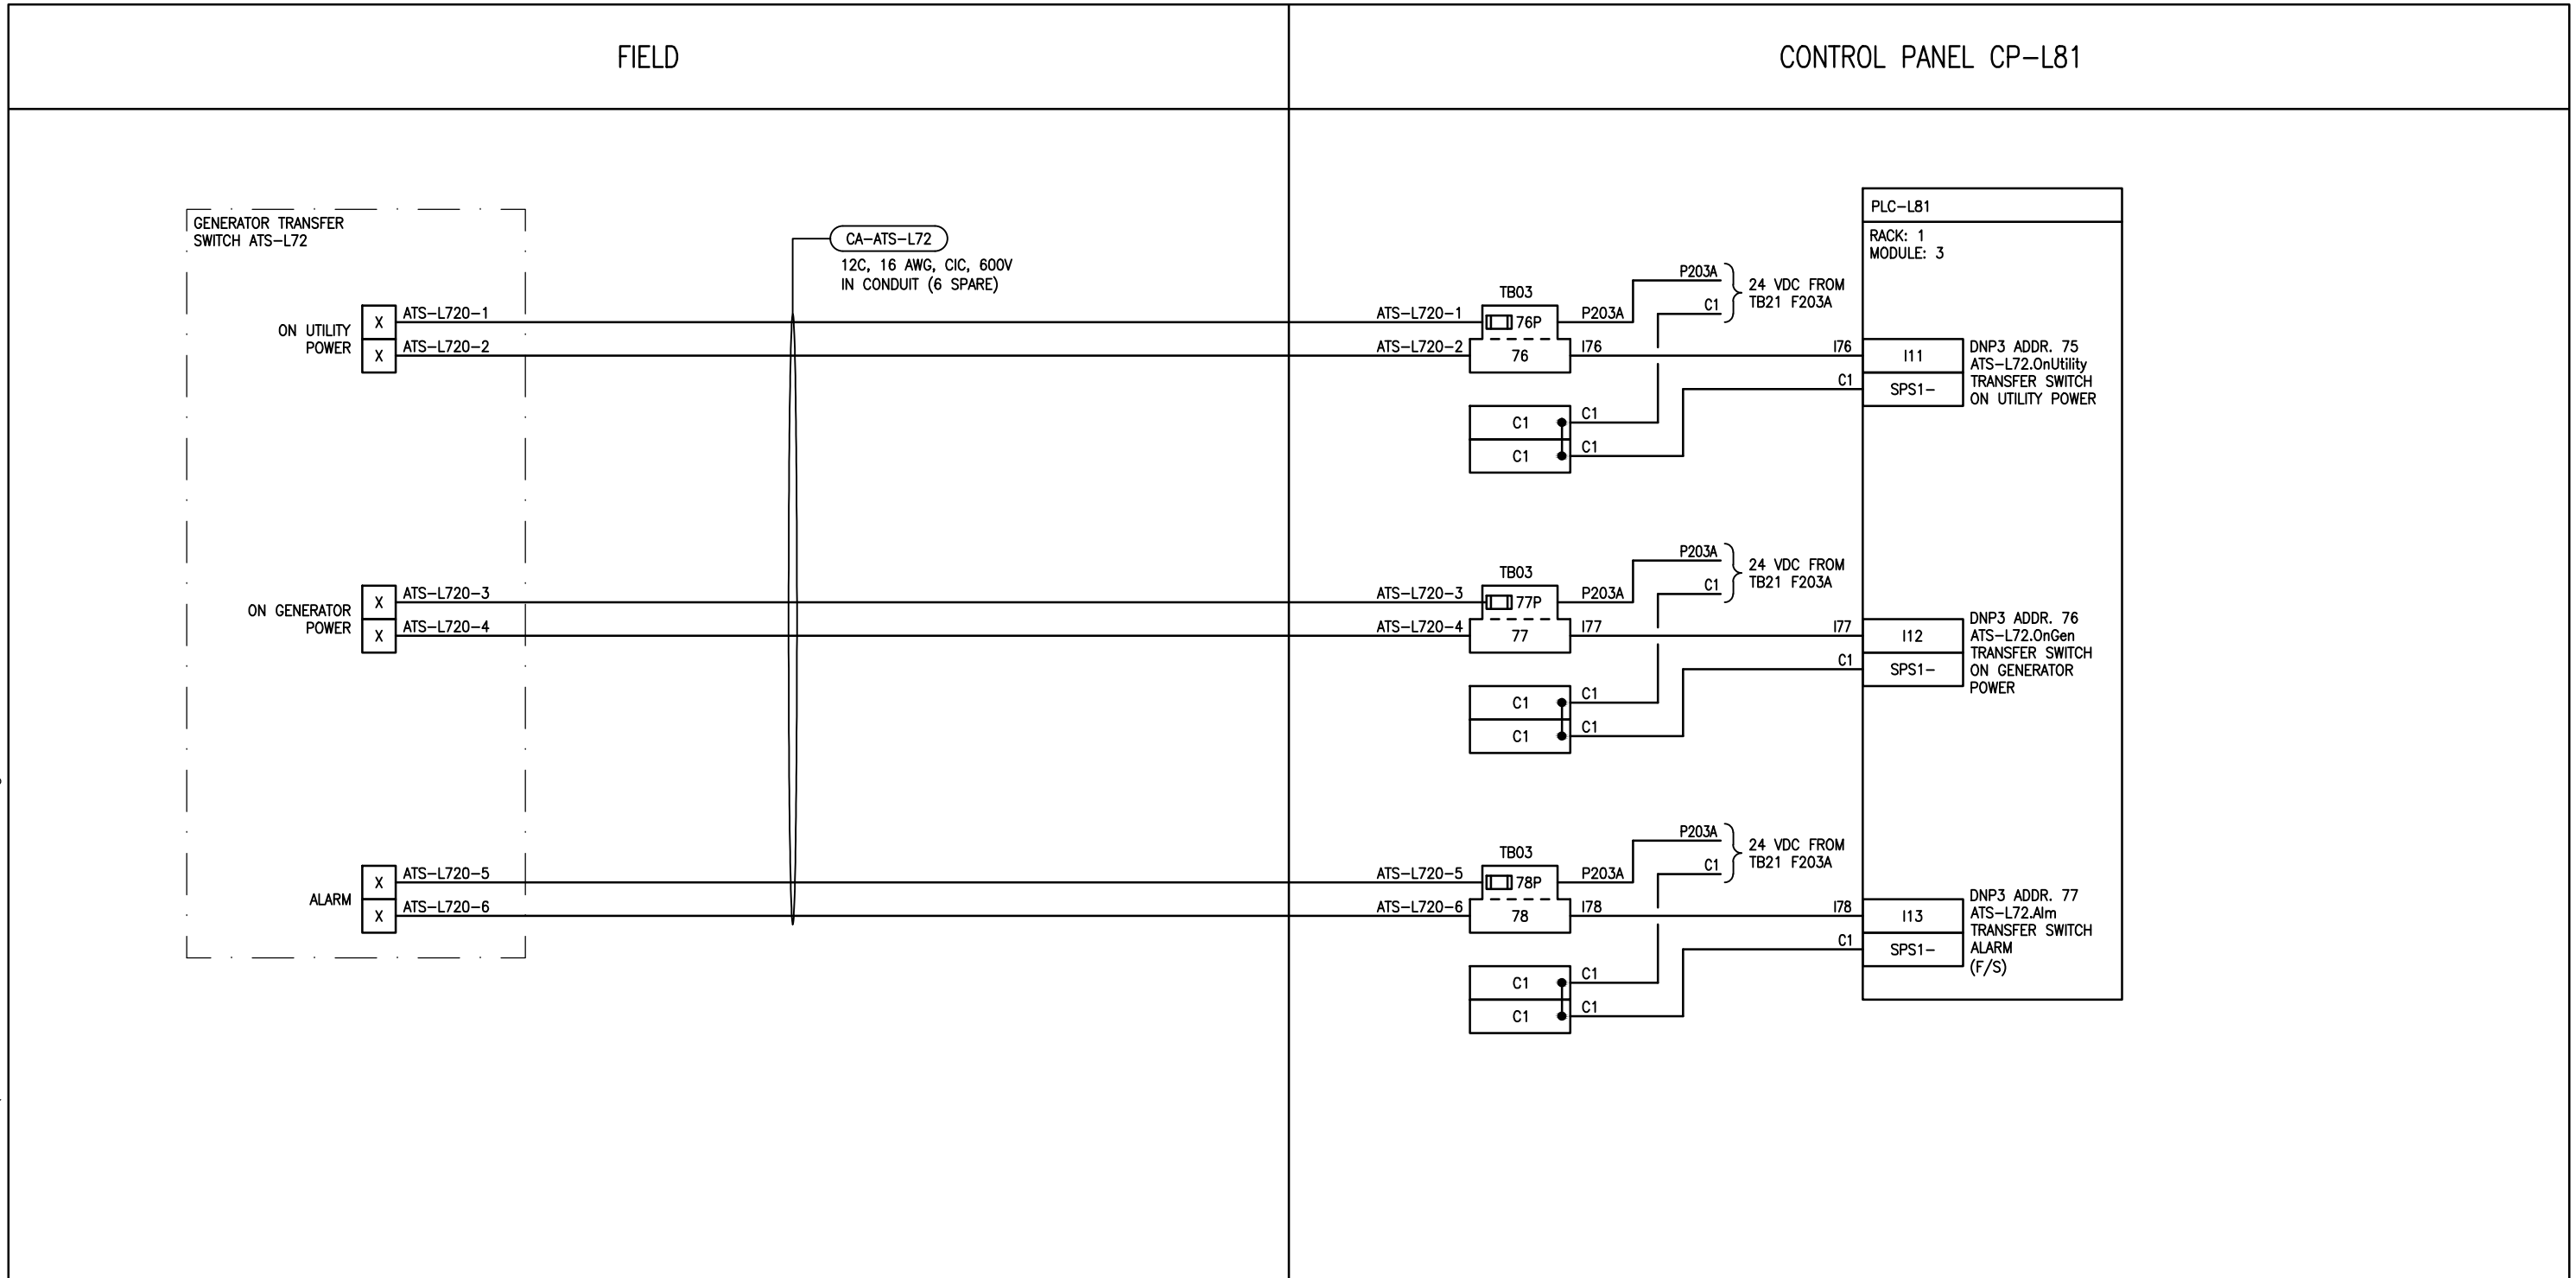 FIELD
CONTROL PANEL CP-L81
GENERATOR TRANSFER
SWITCH ATS-L72
CA-ATS-L72
12C, 16 AWG, CIC, 600V
IN CONDUIT (6 SPARE)
PLC-L81
RACK: 1
MODULE: 3
ON UTILITY
POWER
X
ATS-L720-1
X
ATS-L720-2
ATS-L720-1
ATS-L720-2
TB03
76P
76
P203A
I76
P203A
C1
24 VDC FROM
TB21 F203A
C1
C1
C1
C1
I76
C1
I11
SPS1-
DNP3 ADDR. 75
ATS-L72.OnUtility
TRANSFER SWITCH
ON UTILITY POWER
ON GENERATOR
POWER
X
ATS-L720-3
X
ATS-L720-4
ATS-L720-3
ATS-L720-4
TB03
77P
77
P203A
I77
P203A
C1
24 VDC FROM
TB21 F203A
C1
C1
C1
C1
I77
C1
I12
SPS1-
DNP3 ADDR. 76
ATS-L72.OnGen
TRANSFER SWITCH
ON GENERATOR
POWER
ALARM
X
ATS-L720-5
X
ATS-L720-6
ATS-L720-5
ATS-L720-6
TB03
78P
78
P203A
I78
P203A
C1
24 VDC FROM
TB21 F203A
C1
C1
C1
C1
I78
C1
I13
SPS1-
DNP3 ADDR. 77
ATS-L72.Alm
TRANSFER SWITCH
ALARM
(F/S)